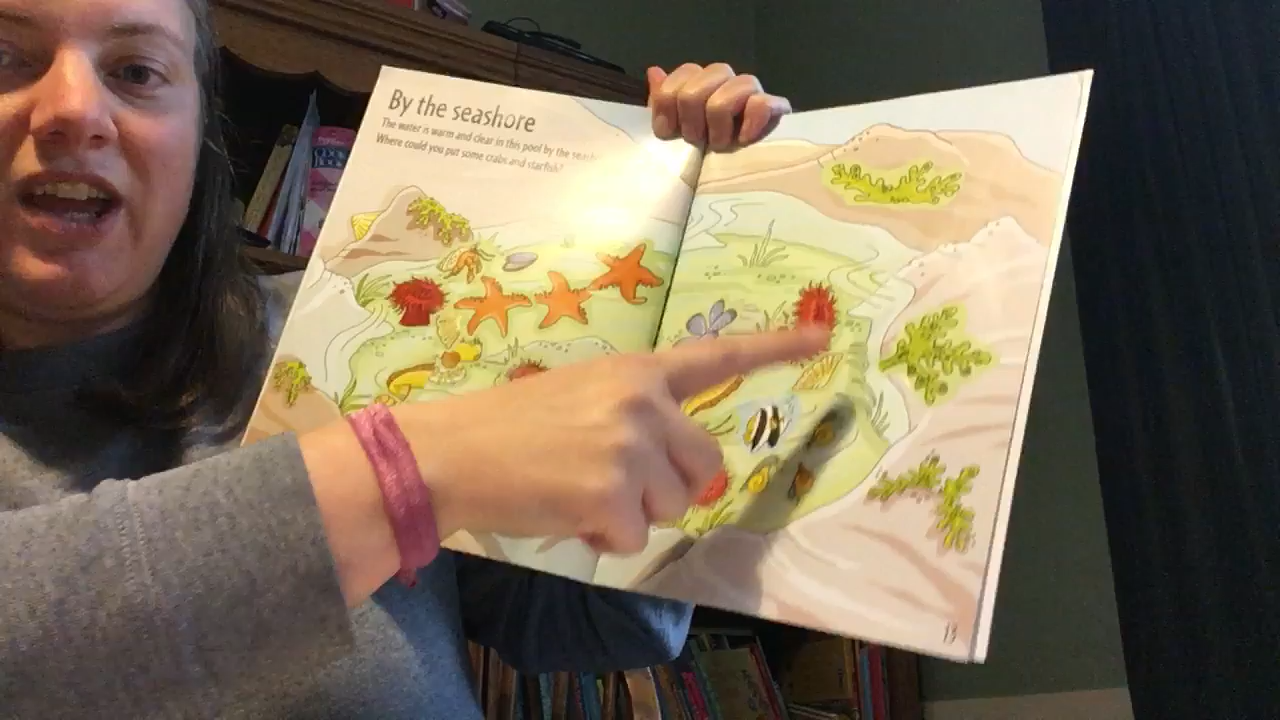 By the seashore
The water is warm and clear in this pool by the
Where could you put some crabs and starfish?
13